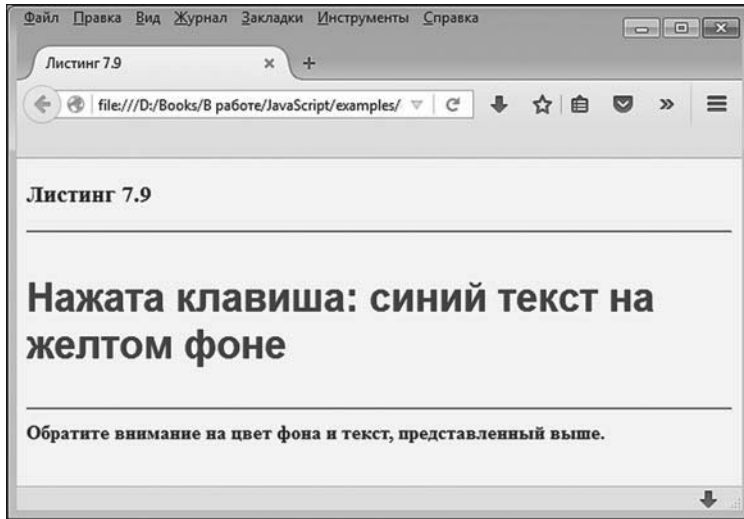 Файл Правка Вид Журнал Закладки Инструменты Справка
Листинг 7.9
file:///D:/Books/В работе/JavaScript/examples/
Листинг 7.9
Нажата клавиша: синий текст на
желтом фоне
Обратите внимание на цвет фона и текст, представленный выше.